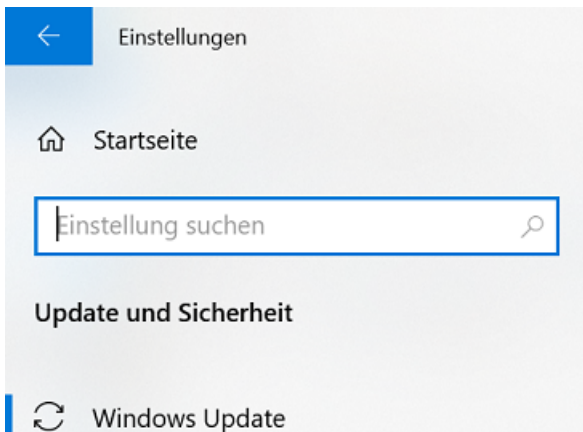 Einstellungen
Startseite
Einstellung suchen
Update und Sicherheit
Windows Update